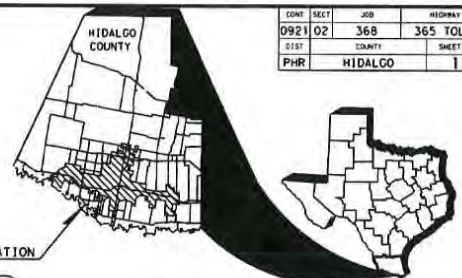 HIDALGO
COUNTY
CONT SECT JOB HIGHWAY
0921 02 368 365 TOL
DIST COUNTY SHEET
PHR HIDALGO 1
ATION